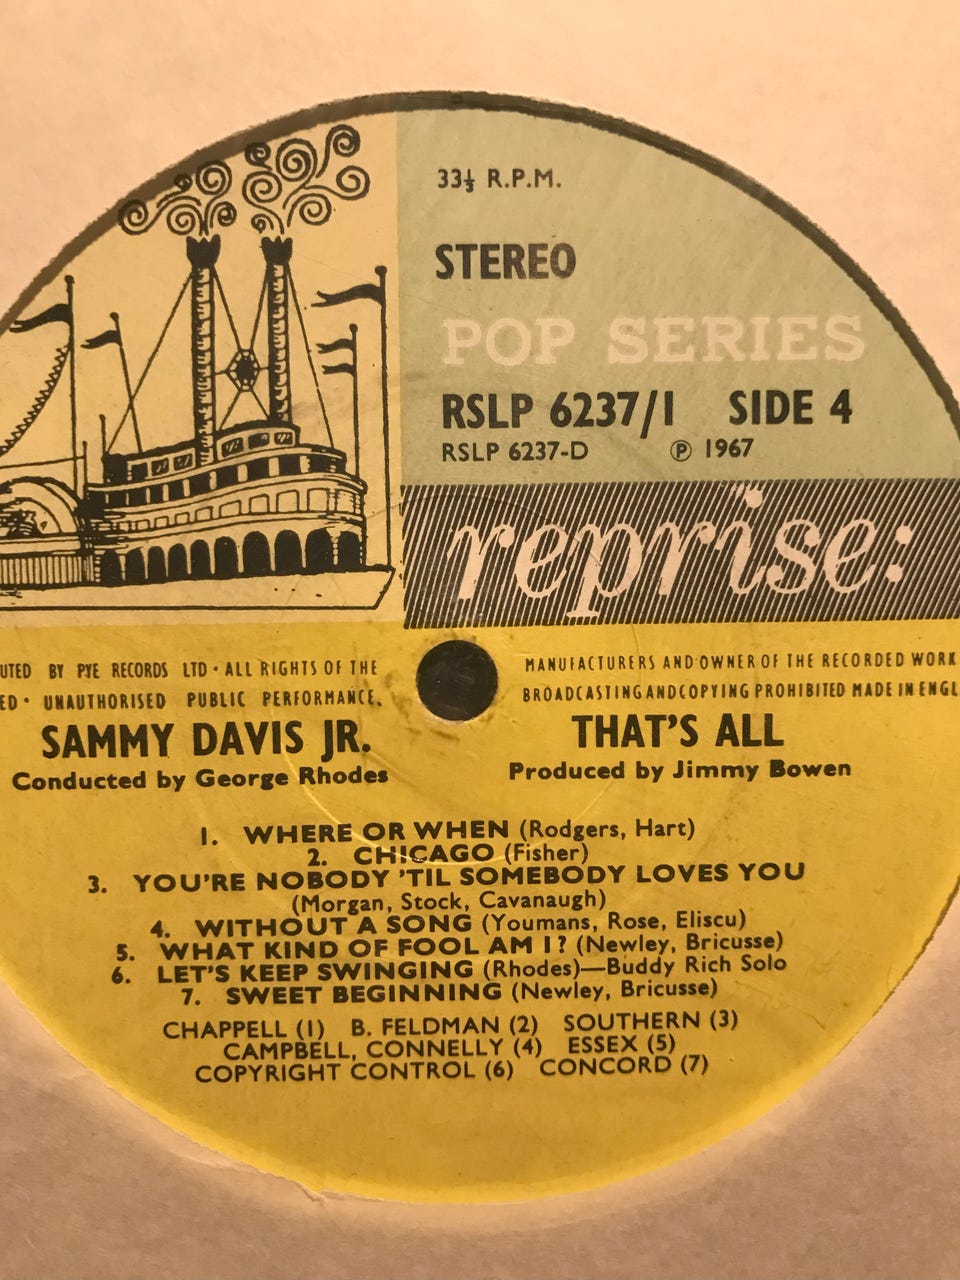 33⅓ R.P.M.
STEREO
POP SERIES
RSLP 6237/1 SIDE 4
RSLP 6237-D ℗ 1967
reprise:
BY PYE RECORDS LTD · ALL RIGHTS OF THE
MANUFACTURERS AND OWNER OF THE RECORDED WORK
· UNAUTHORISED PUBLIC PERFORMANCE,
BROADCASTING AND COPYING PROHIBITED MADE IN ENGL
SAMMY DAVIS JR.
Conducted by George Rhodes
THAT'S ALL
Produced by Jimmy Bowen
1. WHERE OR WHEN (Rodgers, Hart)
2. CHICAGO (Fisher)
3. YOU'RE NOBODY 'TIL SOMEBODY LOVES YOU
(Morgan, Stock, Cavanaugh)
4. WITHOUT A SONG (Youmans, Rose, Eliscu)
5. WHAT KIND OF FOOL AM I? (Newley, Bricusse)
6. LET'S KEEP SWINGING (Rhodes)—Buddy Rich Solo
7. SWEET BEGINNING (Newley, Bricusse)
CHAPPELL (1) B. FELDMAN (2) SOUTHERN (3)
CAMPBELL, CONNELLY (4) ESSEX (5)
COPYRIGHT CONTROL (6) CONCORD (7)